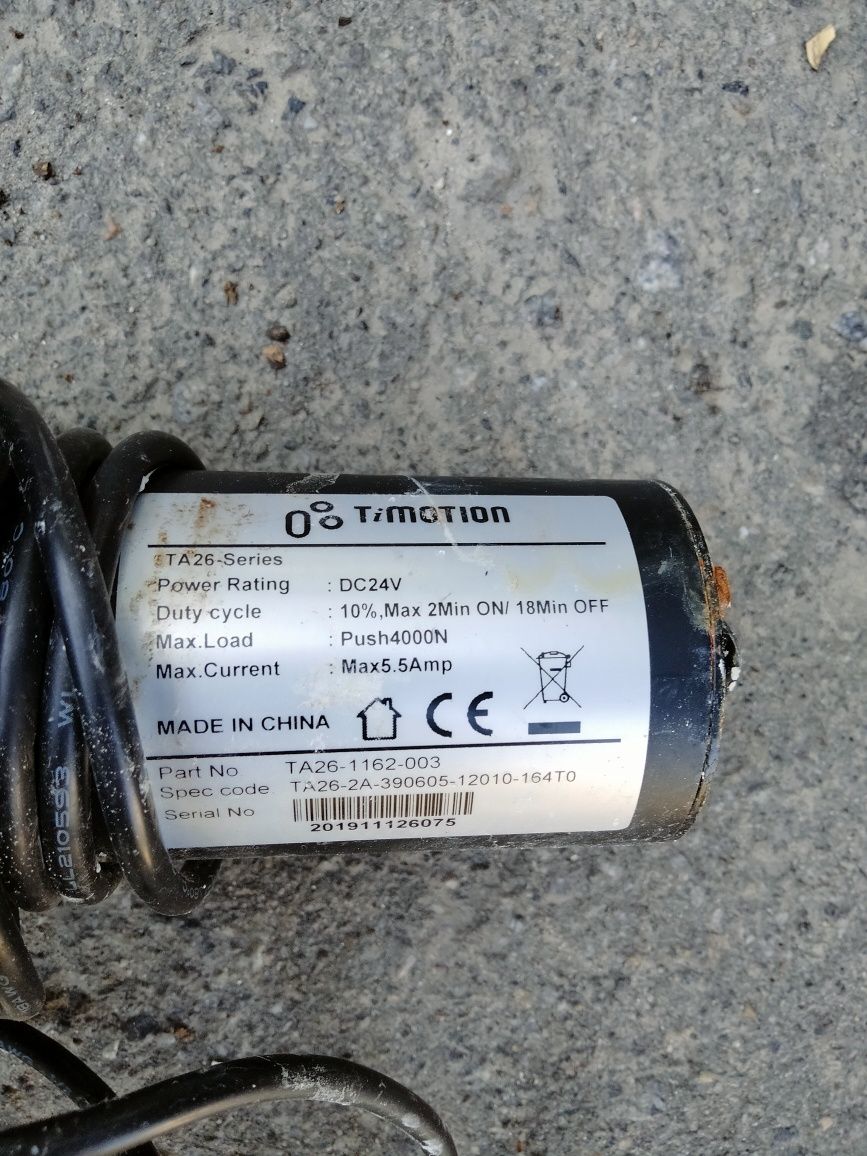 TiMOTION
TA26-Series
Power Rating : DC24V
Duty cycle : 10%,Max 2Min ON/ 18Min OFF
Max.Load : Push4000N
Max.Current : Max5.5Amp
MADE IN CHINA CE
Part No TA26-1162-003
Spec code TA26-2A-390605-12010-164T0
Serial No
201911126075